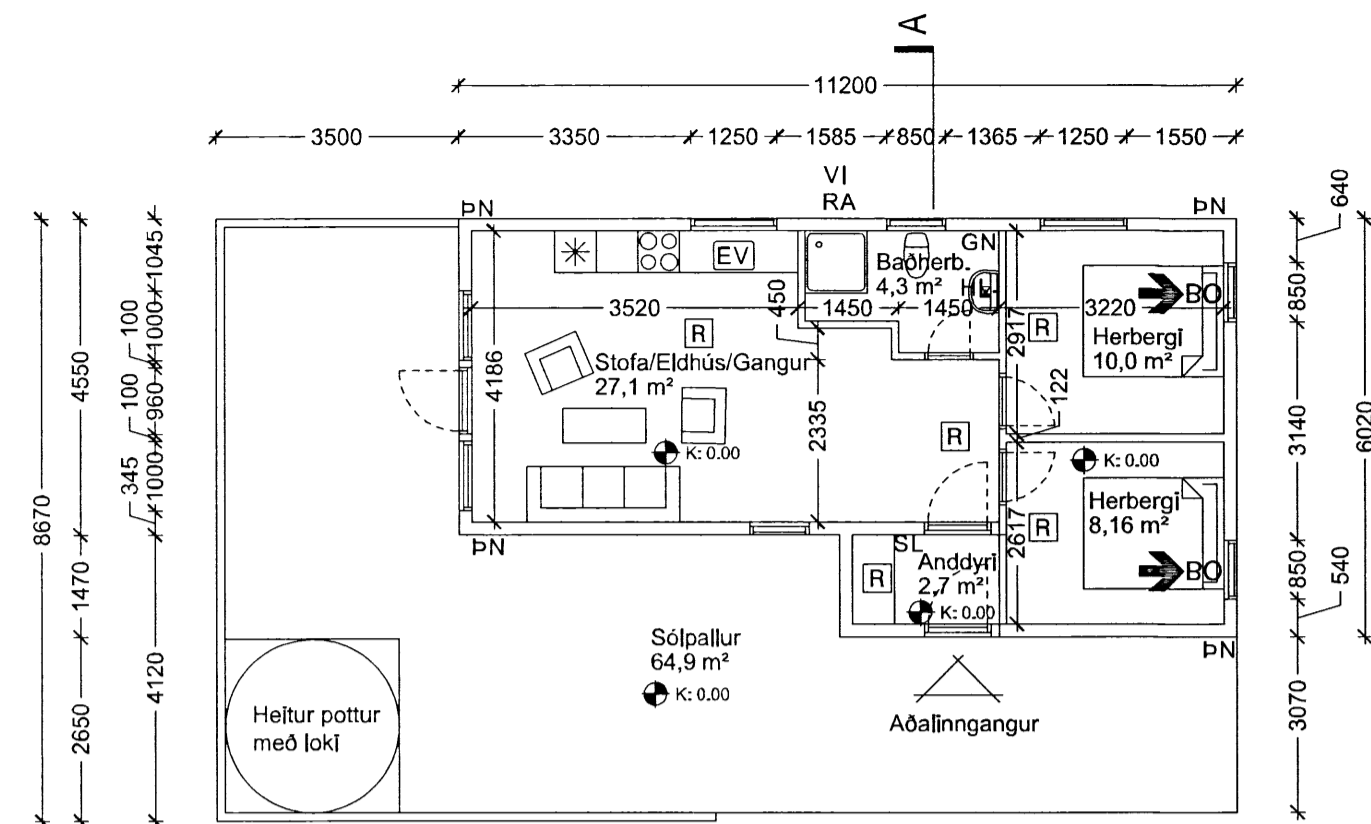 A
11200
3500 3350 1250 1585 850 1365 1250 1550
VI
RA
ÞN
ÞN
GN
EV
Baðherb.
4,3 m²
HL
450
3520
1450
1450
3220
BO
R
R
Herbergi
10,0 m²
2917
Stofa/Eldhús/Gangur
27,1 m²
4186
2335
122
R
K: 0.00
K: 0.00
Herbergi
8,16 m²
R
2617
BO
ÞN
SL
Anddyri
2,7 m²
R
K: 0.00
ÞN
Sólpallur
64,9 m²
K: 0.00
Aðalinngangur
Heitur pottur
með loki
8670
4550
1470
2650
1045
1000
100
960
100
1000
345
4120
640
850
3140
850
540
3070
6020